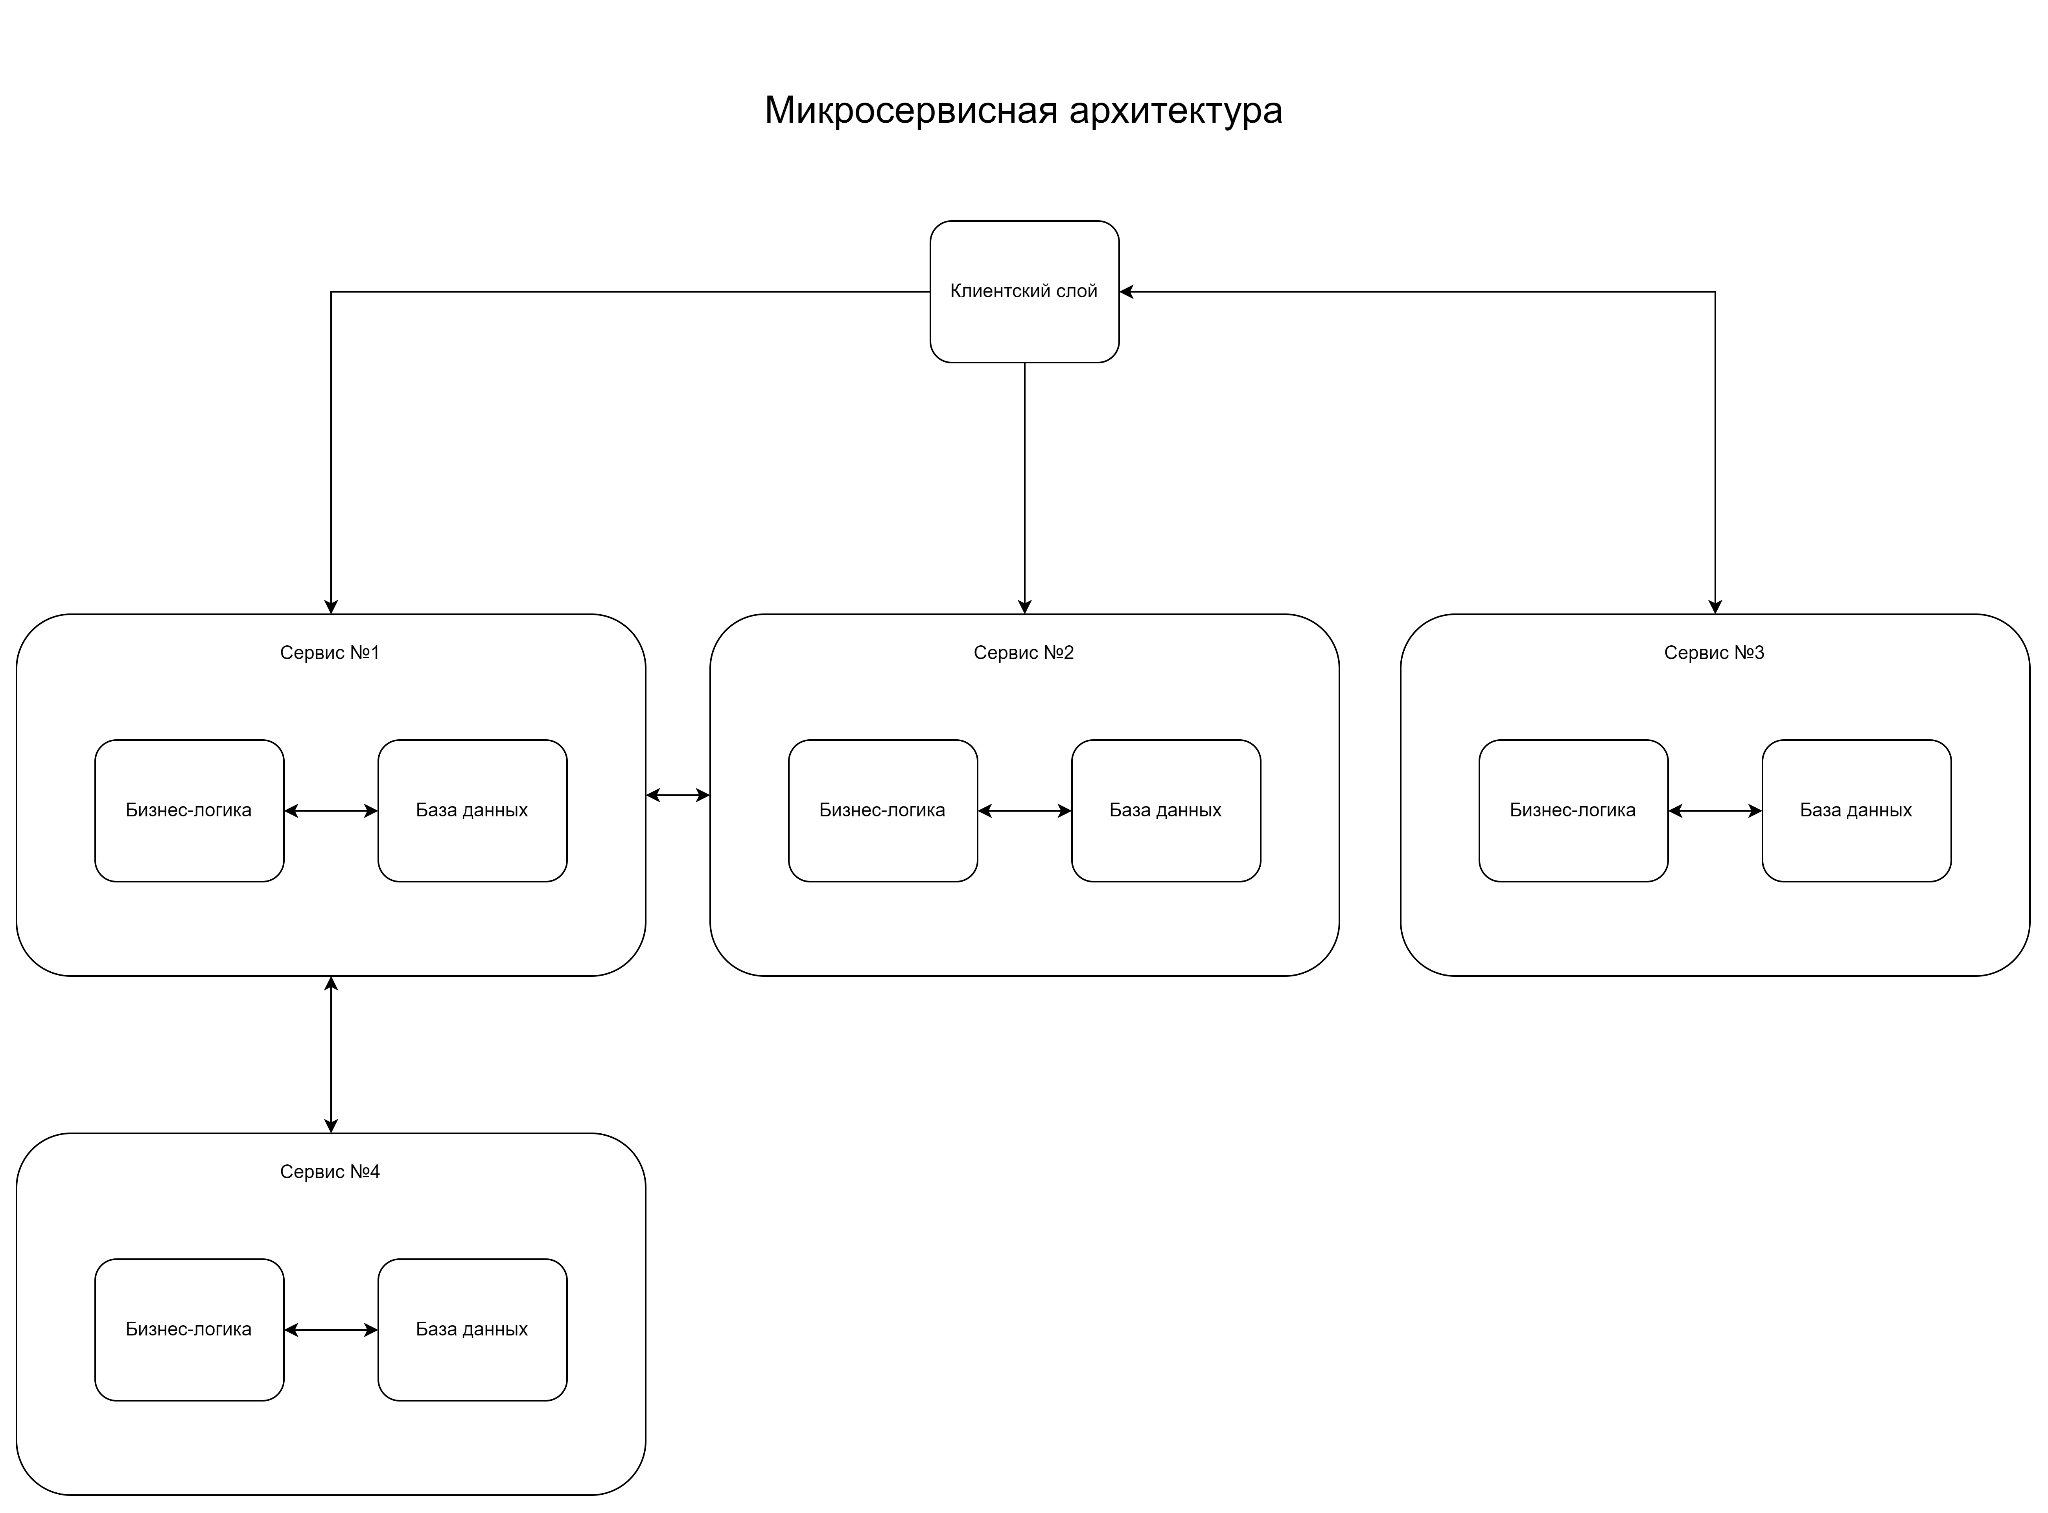 Микросервисная архитектура
Клиентский слой
Сервис №1
Бизнес-логика
База данных
Сервис №2
Бизнес-логика
База данных
Сервис №3
Бизнес-логика
База данных
Сервис №4
Бизнес-логика
База данных